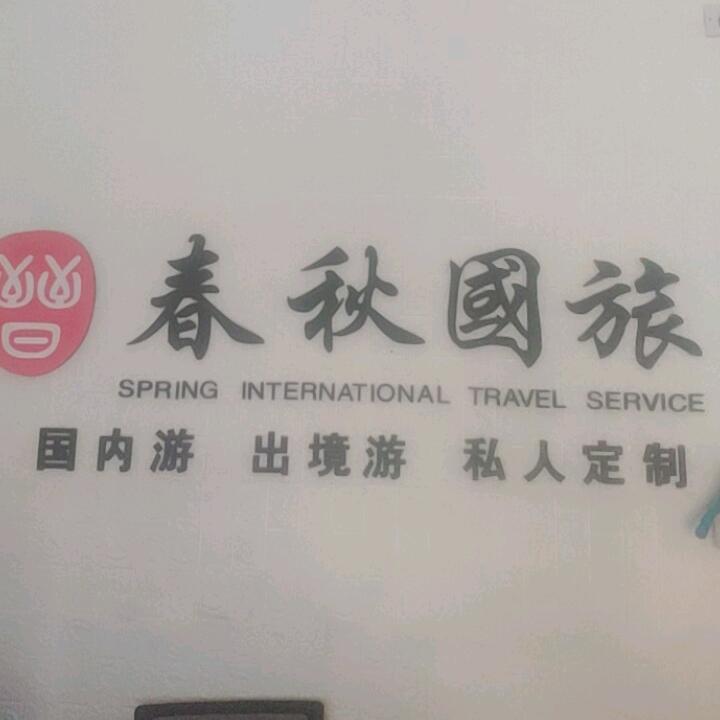 春秋國旅
SPRING INTERNATIONAL TRAVEL SERVICE
国内游 出境游 私人定制